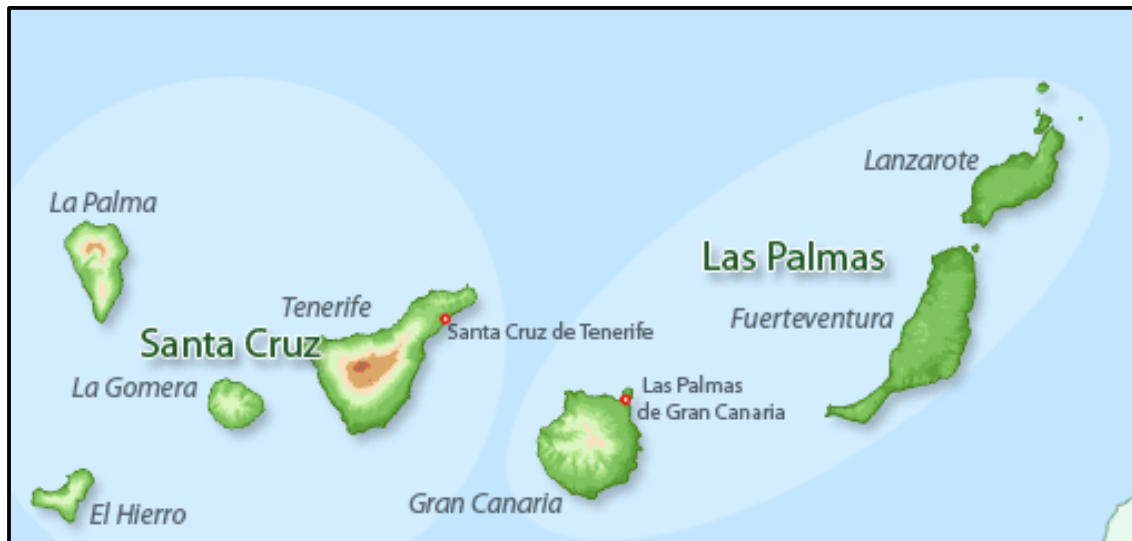 Lanzarote
La Palma
Las Palmas
Tenerife
Fuerteventura
Santa Cruz de Tenerife
Santa Cruz
La Gomera
Las Palmas
de Gran Canaria
Gran Canaria
El Hierro